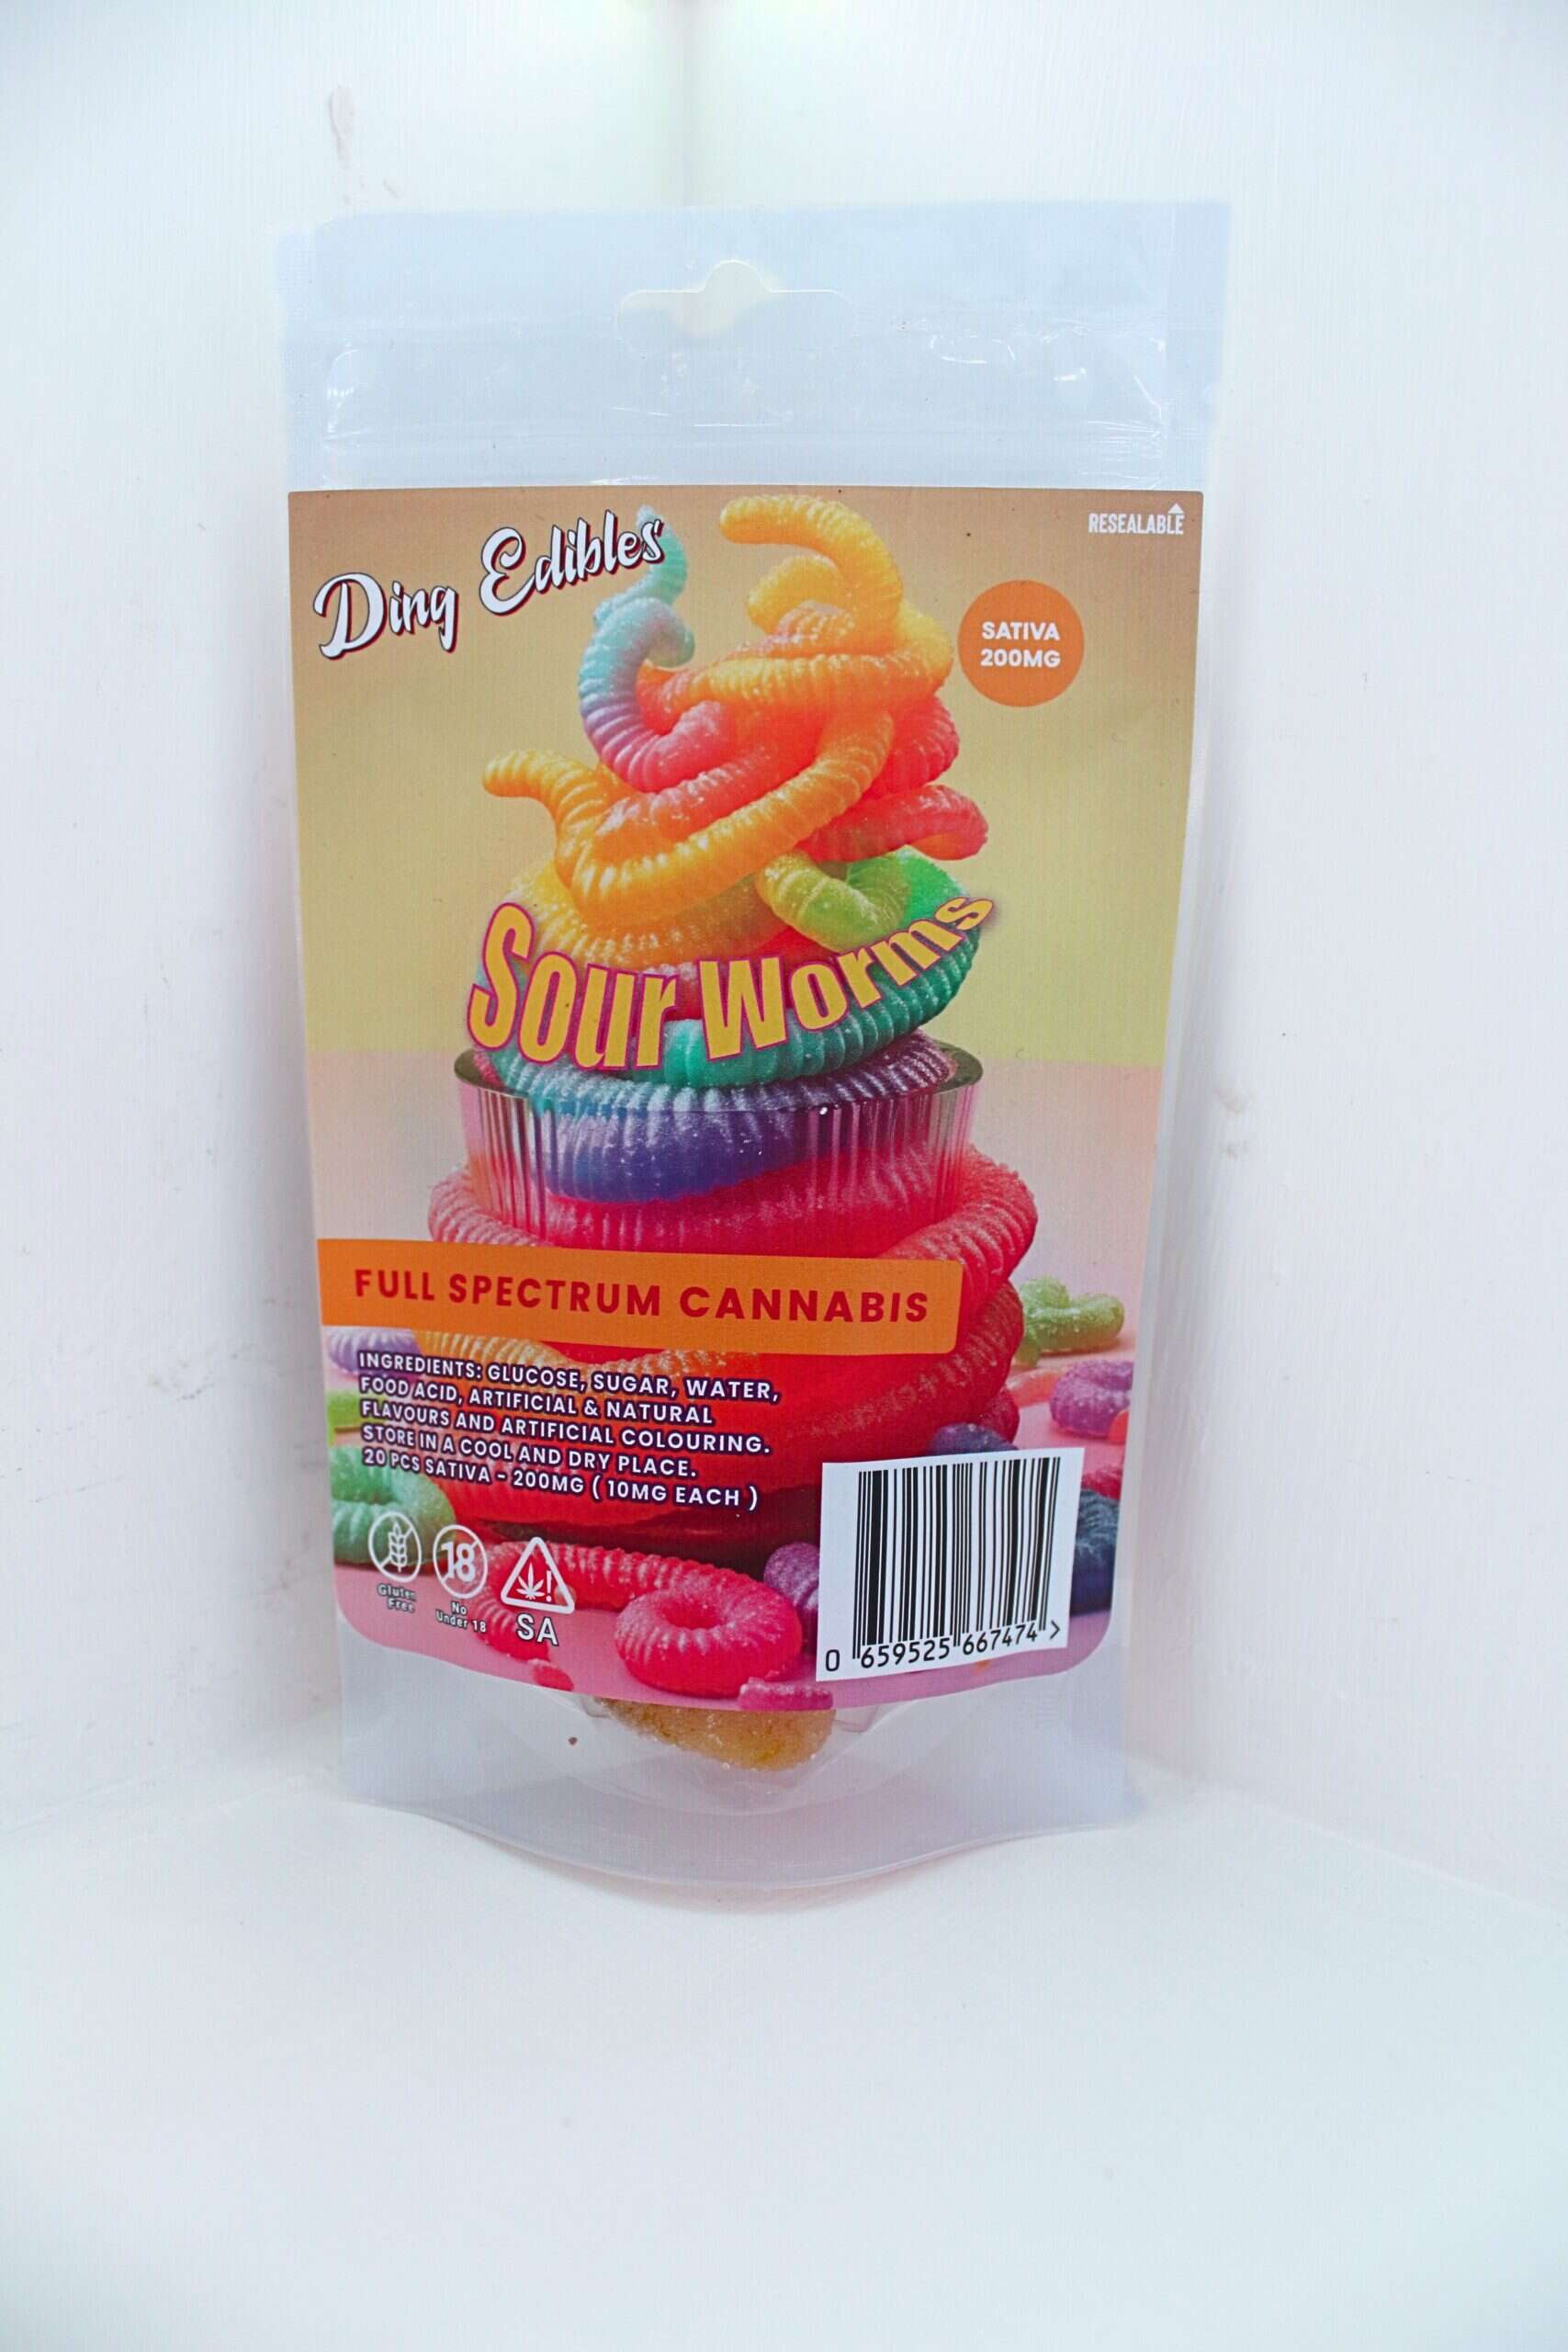 Ding Edibles
RESEALABLE
SATIVA
200MG
Sour Worms
FULL SPECTRUM CANNABIS
INGREDIENTS: GLUCOSE, SUGAR, WATER,
FOOD ACID, ARTIFICIAL & NATURAL
FLAVOURS AND ARTIFICIAL COLOURING.
STORE IN A COOL AND DRY PLACE.
20 PCS SATIVA - 200MG ( 10MG EACH )
Gluten
Free
18
No
Under 18
!
SA
0 659525 667474 >